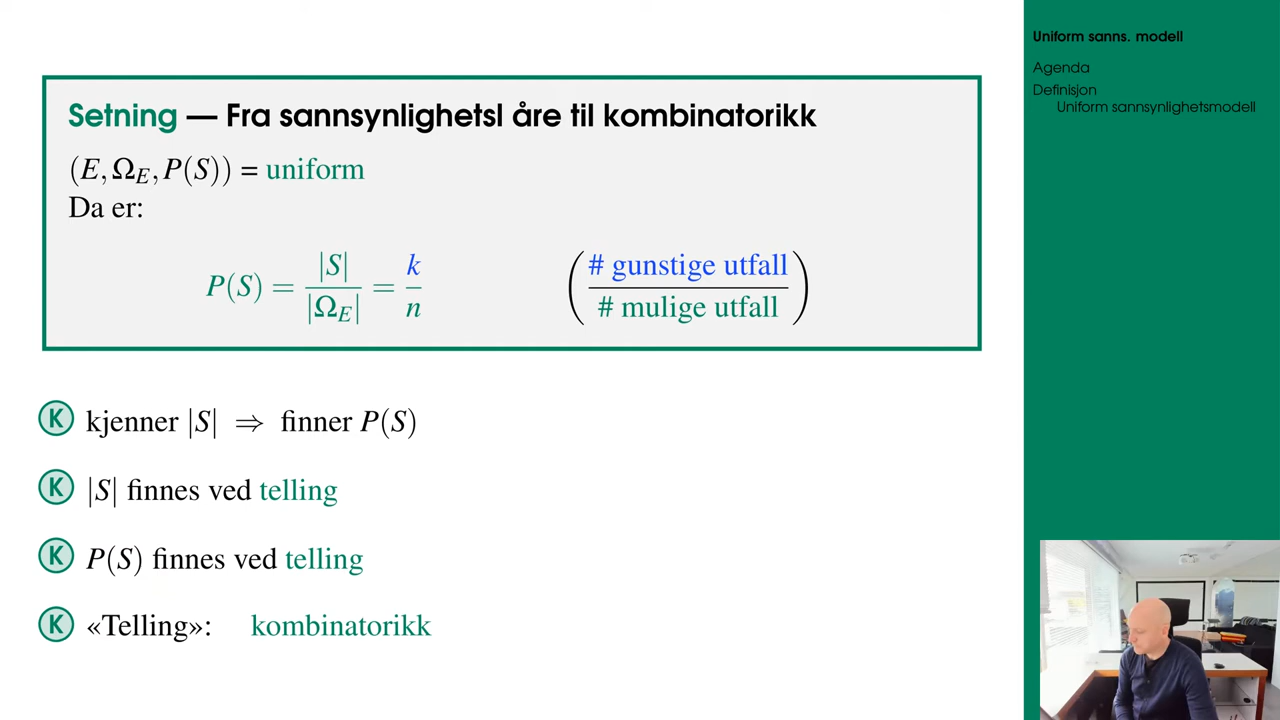 Setning — Fra sannsynlighetsl åre til kombinatorikk
(E, Ω_E, P(S)) = uniform
Da er:
P(S) = |S| / |Ω_E| = k / n ( # gunstige utfall / # mulige utfall )
K kjenner |S| ⇒ finner P(S)
K |S| finnes ved telling
K P(S) finnes ved telling
K «Telling»: kombinatorikk
Uniform sanns. modell
Agenda
Definisjon
Uniform sannsynlighetsmodell